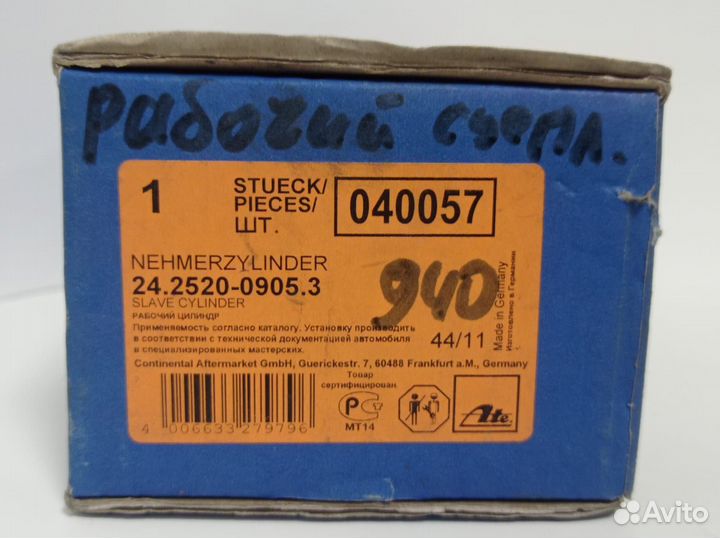 рабочий сцепл.
1
STUECK/
PIECES/
ШТ.
040057
NEHMERZYLINDER
24.2520-0905.3
SLAVE CYLINDER
РАБОЧИЙ ЦИЛИНДР
940
Применяемость согласно каталогу. Установку производить
в соответствии с технической документацией автомобиля
в специализированных мастерских.
44/11
Made in Germany
Изготовлено в Германии
Continental Aftermarket GmbH, Guerickestr. 7, 60488 Frankfurt a.M., Germany
Товар
сертифицирован
4 006633 279796
РС
МТ14
Ate
Avito